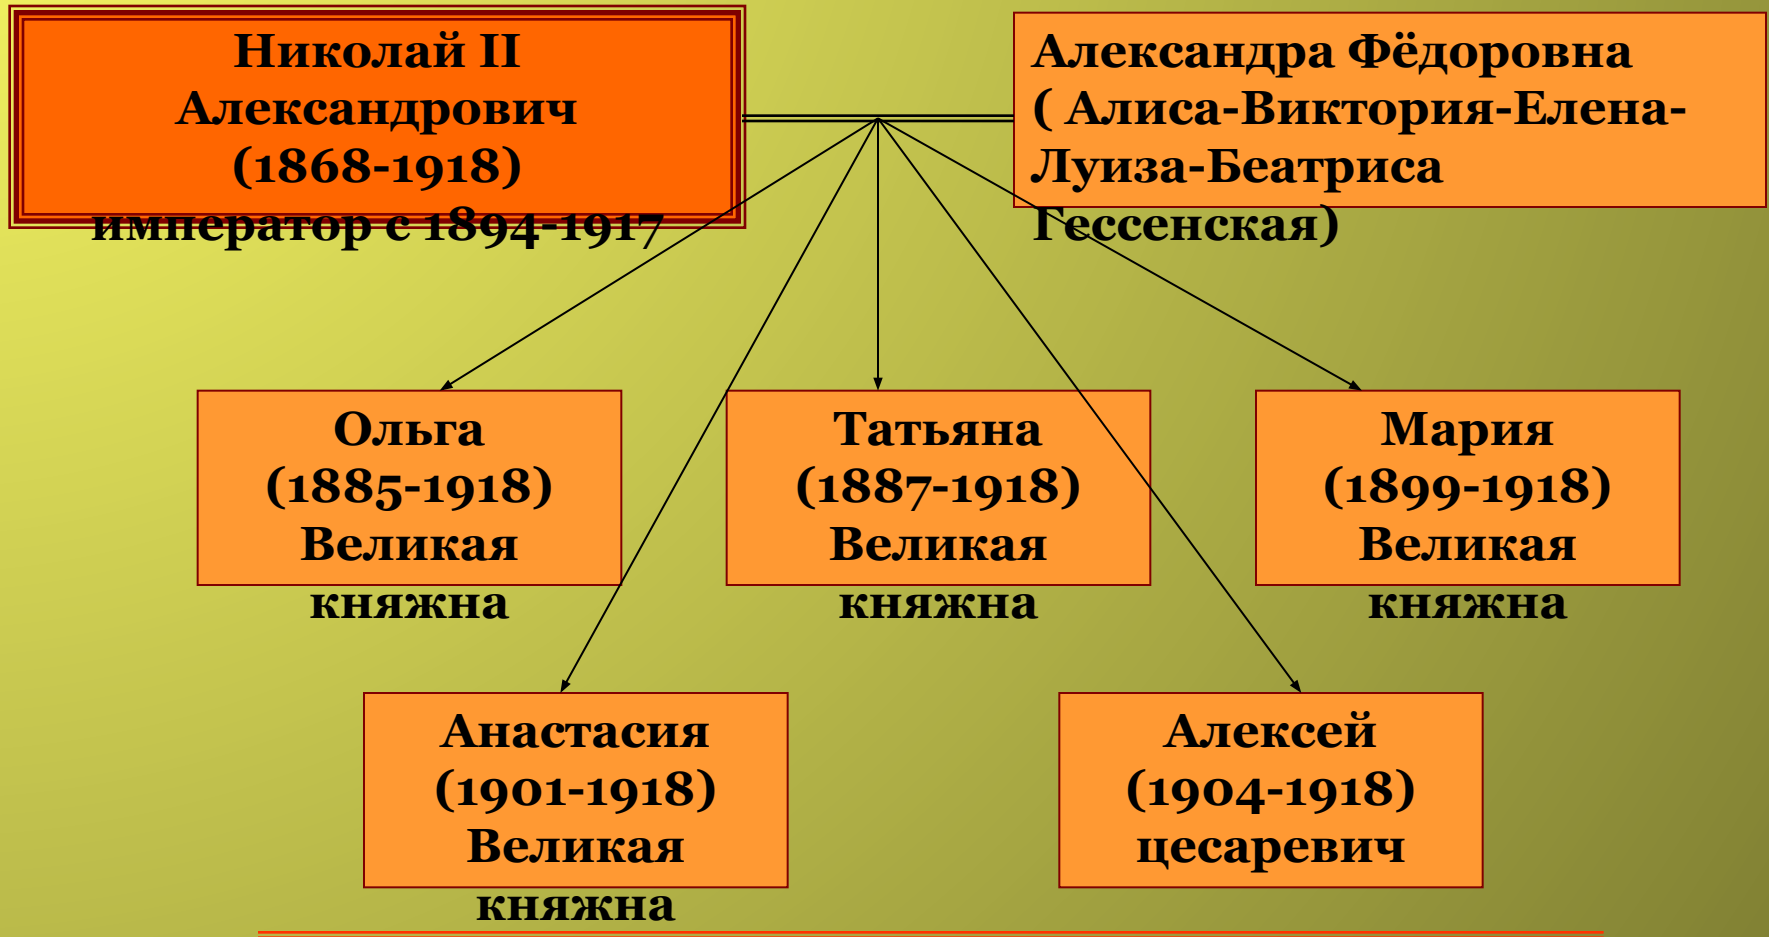 Николай II
Александрович
(1868-1918)
император с 1894-1917
Александра Фёдоровна
( Алиса-Виктория-Елена-
Луиза-Беатриса
Гессенская)
Ольга
(1885-1918)
Великая
княжна
Татьяна
(1887-1918)
Великая
княжна
Мария
(1899-1918)
Великая
княжна
Анастасия
(1901-1918)
Великая
княжна
Алексей
(1904-1918)
цесаревич